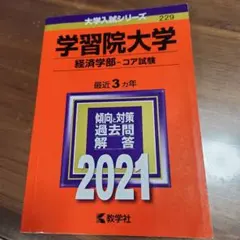 大学入試シリーズ
229
学習院大学
経済学部-コア試験
最近3カ年
傾向と対策
過去問
解答
2021
教学社